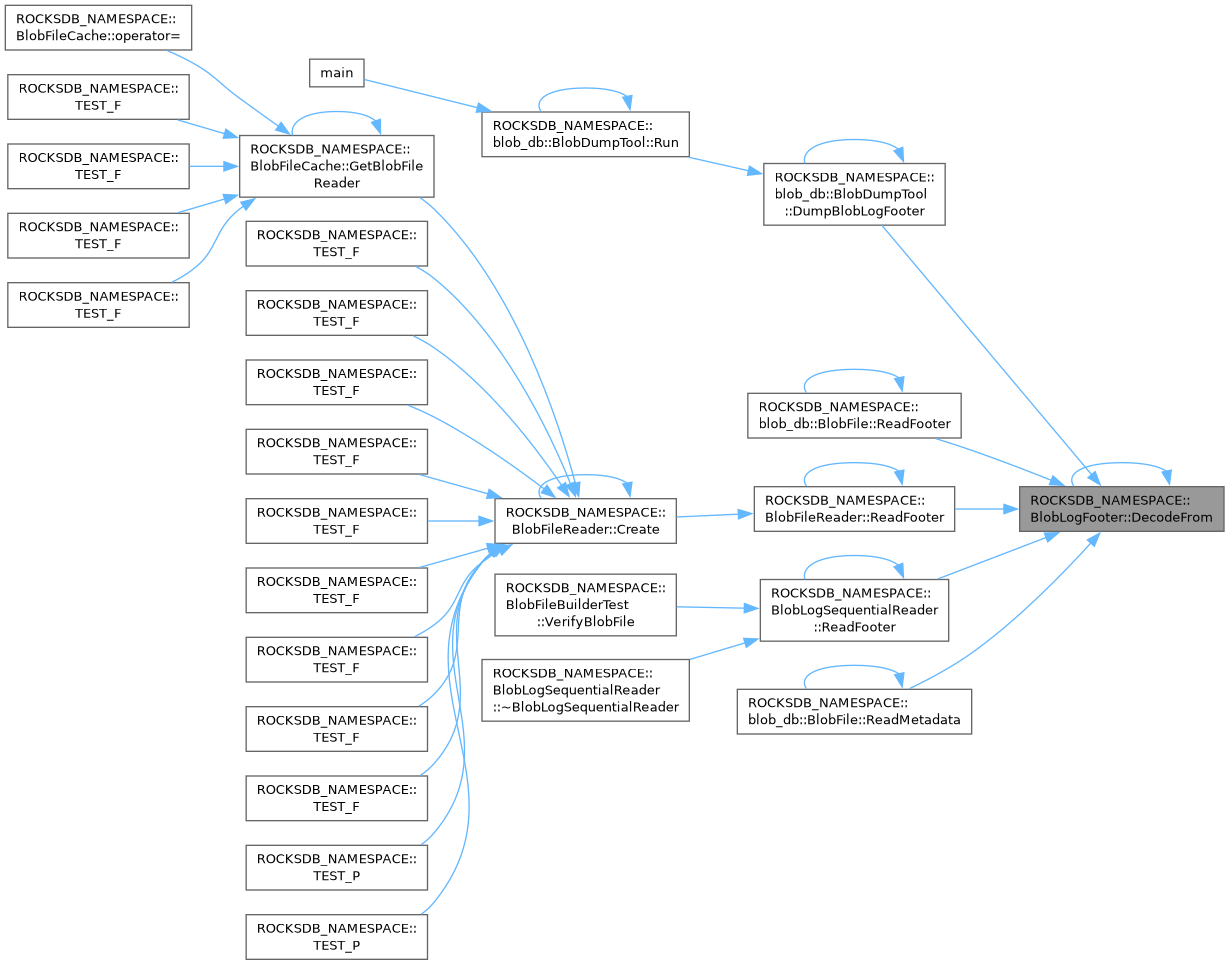 ROCKSDB_NAMESPACE::
BlobFileCache::operator=
ROCKSDB_NAMESPACE::
TEST_F
ROCKSDB_NAMESPACE::
TEST_F
ROCKSDB_NAMESPACE::
TEST_F
ROCKSDB_NAMESPACE::
TEST_F
main
ROCKSDB_NAMESPACE::
BlobFileCache::GetBlobFile
Reader
ROCKSDB_NAMESPACE::
TEST_F
ROCKSDB_NAMESPACE::
TEST_F
ROCKSDB_NAMESPACE::
TEST_F
ROCKSDB_NAMESPACE::
TEST_F
ROCKSDB_NAMESPACE::
TEST_F
ROCKSDB_NAMESPACE::
TEST_F
ROCKSDB_NAMESPACE::
TEST_F
ROCKSDB_NAMESPACE::
TEST_F
ROCKSDB_NAMESPACE::
TEST_F
ROCKSDB_NAMESPACE::
TEST_P
ROCKSDB_NAMESPACE::
TEST_P
ROCKSDB_NAMESPACE::
blob_db::BlobDumpTool::Run
ROCKSDB_NAMESPACE::
BlobFileReader::Create
ROCKSDB_NAMESPACE::
BlobFileBuilderTest
::VerifyBlobFile
ROCKSDB_NAMESPACE::
BlobLogSequentialReader
::~BlobLogSequentialReader
ROCKSDB_NAMESPACE::
blob_db::BlobDumpTool
::DumpBlobLogFooter
ROCKSDB_NAMESPACE::
blob_db::BlobFile::ReadFooter
ROCKSDB_NAMESPACE::
BlobFileReader::ReadFooter
ROCKSDB_NAMESPACE::
BlobLogSequentialReader
::ReadFooter
ROCKSDB_NAMESPACE::
blob_db::BlobFile::ReadMetadata
ROCKSDB_NAMESPACE::
BlobLogFooter::DecodeFrom